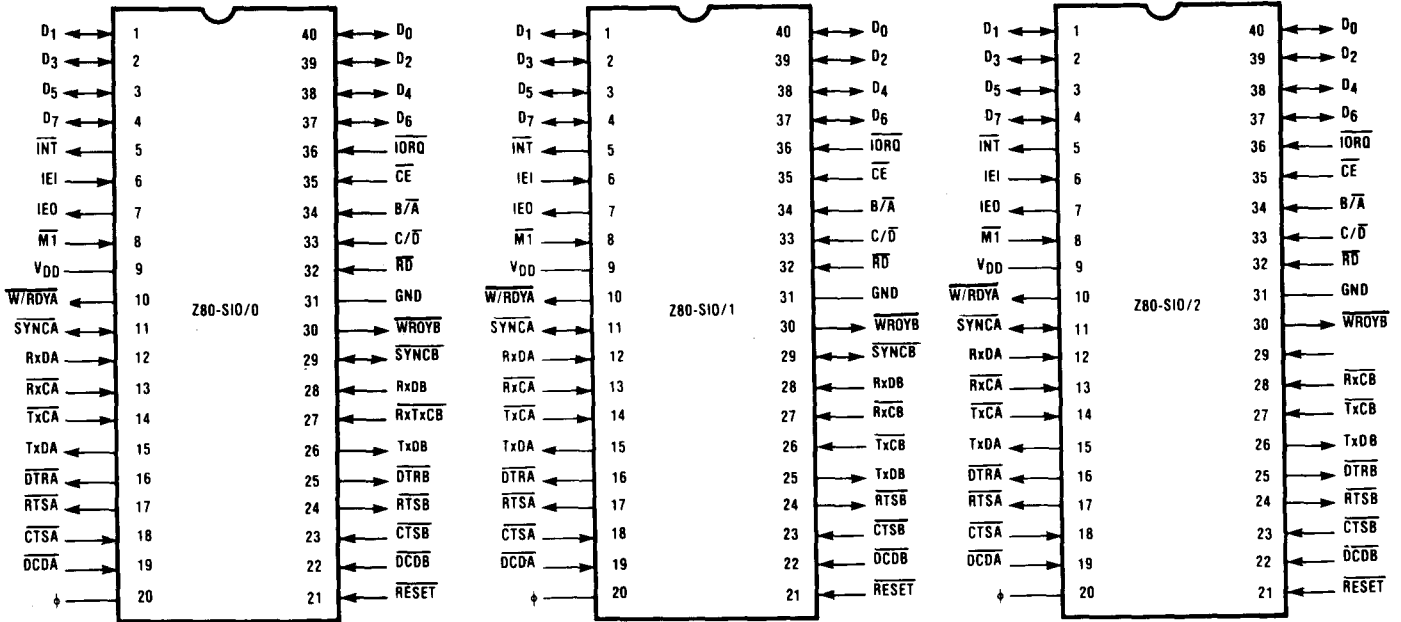 D1 1 40 D0
D3 2 39 D2
D5 3 38 D4
D7 4 37 D6
INT 5 36 IORQ
IEI 6 35 CE
IEO 7 34 B/A
M1 8 33 C/D
VDD 9 32 RD
W/RDYA 10 31 GND
Z80-SIO/0
SYNCA 11 30 WRDYB
RxDA 12 29 SYNCB
RxCA 13 28 RxDB
TxCA 14 27 RxTxCB
TxDA 15 26 TxDB
DTRA 16 25 DTRB
RTSA 17 24 RTSB
CTSA 18 23 CTSB
DCDA 19 22 DCDB
ϕ 20 21 RESET
D1 1 40 D0
D3 2 39 D2
D5 3 38 D4
D7 4 37 D6
INT 5 36 IORQ
IEI 6 35 CE
IEO 7 34 B/A
M1 8 33 C/D
VDD 9 32 RD
W/RDYA 10 31 GND
Z80-SIO/1
SYNCA 11 30 WRDYB
RxDA 12 29 SYNCB
RxCA 13 28 RxDB
TxCA 14 27 RxCB
TxDA 15 26 TxCB
DTRA 16 25 TxDB
RTSA 17 24 RTSB
CTSA 18 23 CTSB
DCDA 19 22 DCDB
ϕ 20 21 RESET
D1 1 40 D0
D3 2 39 D2
D5 3 38 D4
D7 4 37 D6
INT 5 36 IORQ
IEI 6 35 CE
IEO 7 34 B/A
M1 8 33 C/D
VDD 9 32 RD
W/RDYA 10 31 GND
Z80-SIO/2
SYNCA 11 30 WRDYB
RxDA 12 29
RxCA 13 28 RxCB
TxCA 14 27 TxCB
TxDA 15 26 TxDB
DTRA 16 25 DTRB
RTSA 17 24 RTSB
CTSA 18 23 CTSB
DCDA 19 22 DCDB
ϕ 20 21 RESET